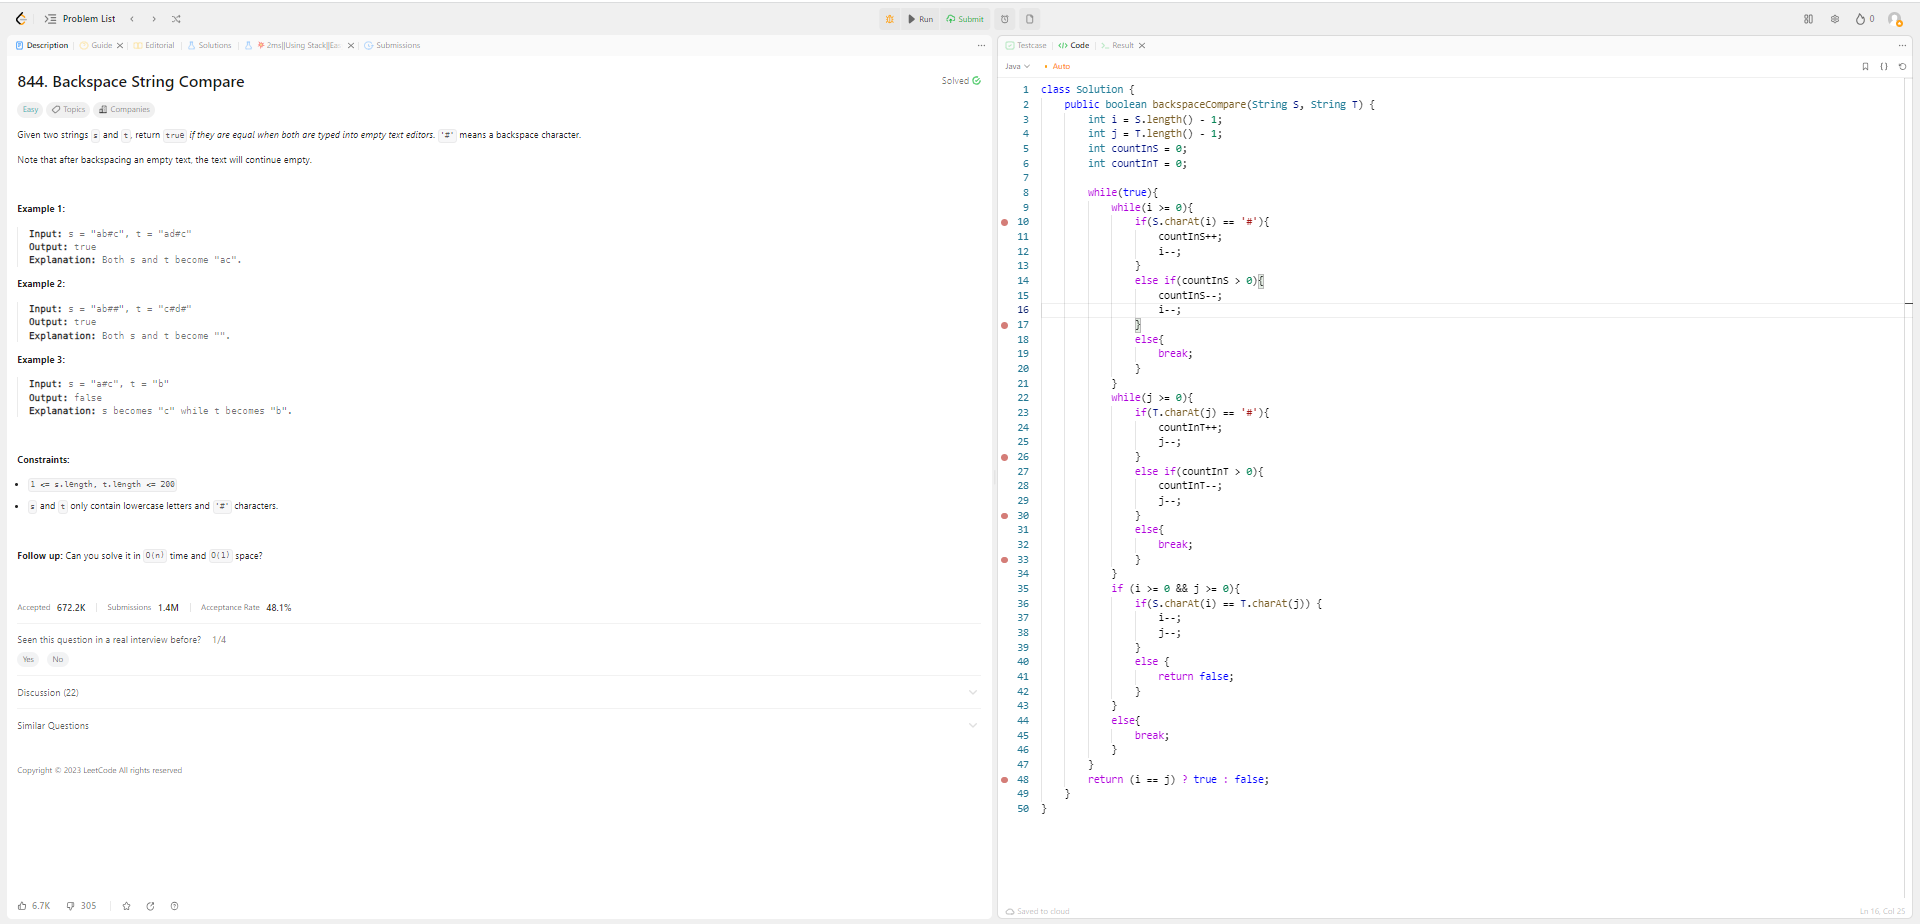 Problem List
Run
Submit
0
Description
Guide
Editorial
Solutions
2ms||Using Stack||Eas
Submissions
844. Backspace String Compare
Solved
Easy
Topics
Companies
Given two strings s and t, return true if they are equal when both are typed into empty text editors. '#' means a backspace character.
Note that after backspacing an empty text, the text will continue empty.
Example 1:
Input: s = "ab#c", t = "ad#c"
Output: true
Explanation: Both s and t become "ac".
Example 2:
Input: s = "ab##", t = "c#d#"
Output: true
Explanation: Both s and t become "".
Example 3:
Input: s = "a#c", t = "b"
Output: false
Explanation: s becomes "c" while t becomes "b".
Constraints:
• 1 <= s.length, t.length <= 200
• s and t only contain lowercase letters and '#' characters.
Follow up: Can you solve it in O(n) time and O(1) space?
Accepted 672.2K | Submissions 1.4M | Acceptance Rate 48.1%
Seen this question in a real interview before? 1/4
Yes No
Discussion (22)
Similar Questions
Copyright © 2023 LeetCode All rights reserved
6.7K 305
Testcase
Code
Result
Java
• Auto
1 class Solution {
2 public boolean backspaceCompare(String S, String T) {
3 int i = S.length() - 1;
4 int j = T.length() - 1;
5 int countInS = 0;
6 int countInT = 0;
7
8 while(true){
9 while(i >= 0){
10 if(S.charAt(i) == '#'){
11 countInS++;
12 i--;
13 }
14 else if(countInS > 0){
15 countInS--;
16 i--;
17 }
18 else{
19 break;
20 }
21 }
22 while(j >= 0){
23 if(T.charAt(j) == '#'){
24 countInT++;
25 j--;
26 }
27 else if(countInT > 0){
28 countInT--;
29 j--;
30 }
31 else{
32 break;
33 }
34 }
35 if (i >= 0 && j >= 0){
36 if(S.charAt(i) == T.charAt(j)) {
37 i--;
38 j--;
39 }
40 else {
41 return false;
42 }
43 }
44 else{
45 break;
46 }
47 }
48 return (i == j) ? true : false;
49 }
50 }
Saved to cloud
Ln 16, Col 25